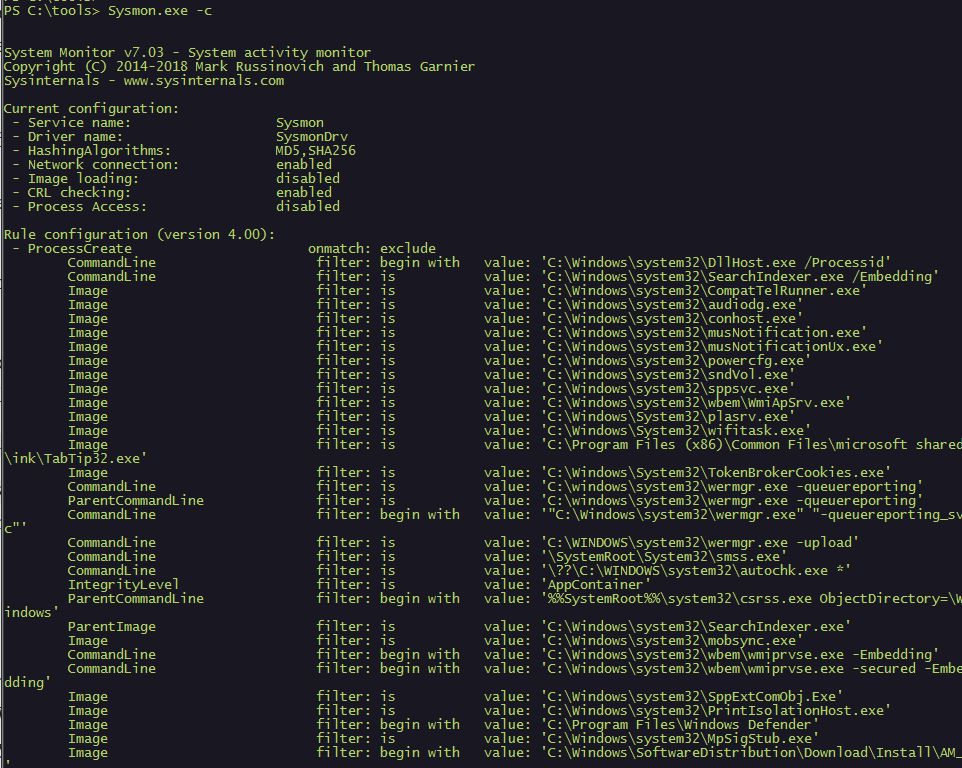 PS C:\tools> Sysmon.exe -c
System Monitor v7.03 - System activity monitor
Copyright (C) 2014-2018 Mark Russinovich and Thomas Garnier
Sysinternals - www.sysinternals.com
Current configuration:
- Service name: Sysmon
- Driver name: SysmonDrv
- HashingAlgorithms: MD5,SHA256
- Network connection: enabled
- Image loading: disabled
- CRL checking: enabled
- Process Access: disabled
Rule configuration (version 4.00):
- ProcessCreate onmatch: exclude
CommandLine filter: begin with value: 'C:\Windows\system32\DllHost.exe /Processid'
CommandLine filter: is value: 'C:\Windows\system32\SearchIndexer.exe /Embedding'
Image filter: is value: 'C:\Windows\system32\CompatTelRunner.exe'
Image filter: is value: 'C:\Windows\system32\audiodg.exe'
Image filter: is value: 'C:\Windows\system32\conhost.exe'
Image filter: is value: 'C:\Windows\system32\musNotification.exe'
Image filter: is value: 'C:\Windows\system32\musNotificationUx.exe'
Image filter: is value: 'C:\Windows\system32\powercfg.exe'
Image filter: is value: 'C:\Windows\system32\sndVol.exe'
Image filter: is value: 'C:\Windows\system32\sppsvc.exe'
Image filter: is value: 'C:\Windows\system32\wbem\WmiApSrv.exe'
Image filter: is value: 'C:\Windows\System32\plasrv.exe'
Image filter: is value: 'C:\Windows\System32\wifitask.exe'
Image filter: is value: 'C:\Program Files (x86)\Common Files\microsoft shared
\ink\TabTip32.exe'
Image filter: is value: 'C:\Windows\System32\TokenBrokerCookies.exe'
CommandLine filter: is value: 'C:\windows\system32\wermgr.exe -queuereporting'
ParentCommandLine filter: is value: 'C:\windows\system32\wermgr.exe -queuereporting'
CommandLine filter: begin with value: '"C:\Windows\system32\wermgr.exe" "-queuereporting_sv
c"'
CommandLine filter: is value: 'C:\WINDOWS\system32\wermgr.exe -upload'
CommandLine filter: is value: '\SystemRoot\System32\smss.exe'
CommandLine filter: is value: '\??\C:\WINDOWS\system32\autochk.exe *'
IntegrityLevel filter: is value: 'AppContainer'
ParentCommandLine filter: begin with value: '%%SystemRoot%%\system32\csrss.exe ObjectDirectory=\W
indows'
ParentImage filter: is value: 'C:\Windows\system32\SearchIndexer.exe'
Image filter: is value: 'C:\Windows\system32\mobsync.exe'
CommandLine filter: begin with value: 'C:\Windows\system32\wbem\wmiprvse.exe -Embedding'
CommandLine filter: begin with value: 'C:\Windows\system32\wbem\wmiprvse.exe -secured -Embe
dding'
Image filter: is value: 'C:\Windows\system32\SppExtComObj.Exe'
Image filter: is value: 'C:\Windows\system32\PrintIsolationHost.exe'
Image filter: begin with value: 'C:\Program Files\Windows Defender'
Image filter: is value: 'C:\Windows\system32\MpSigStub.exe'
Image filter: begin with value: 'C:\Windows\SoftwareDistribution\Download\Install\AM_
'